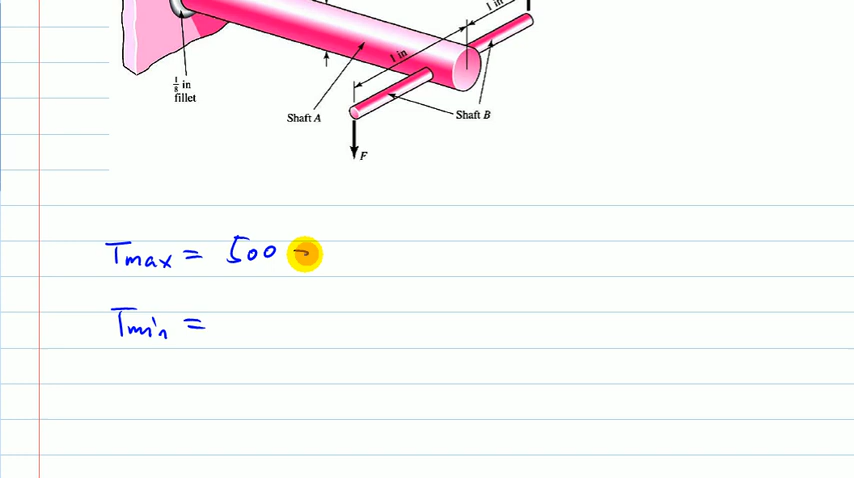 1 in
1 in
1/8 in
fillet
Shaft A
Shaft B
F
Tmax = 500
Tmin =